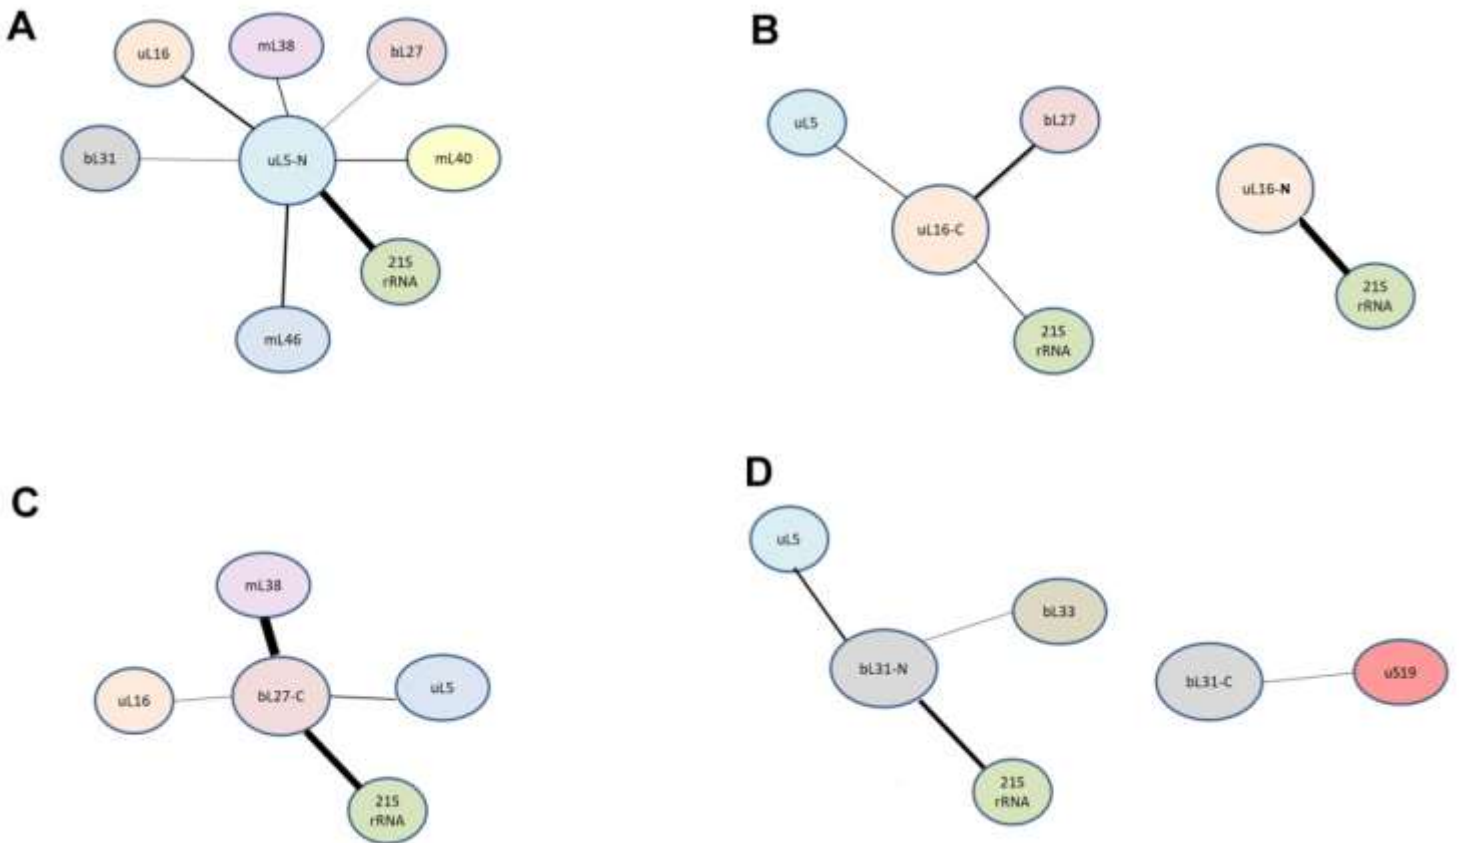 A
uL16
mL38
bL27
bL31
uL5-N
mL40
21S
rRNA
mL46
B
uL5
bL27
uL16-C
21S
rRNA
uL16-N
21S
rRNA
C
mL38
uL16
bL27-C
uL5
21S
rRNA
D
uL5
bL33
bL31-N
21S
rRNA
bL31-C
uS19